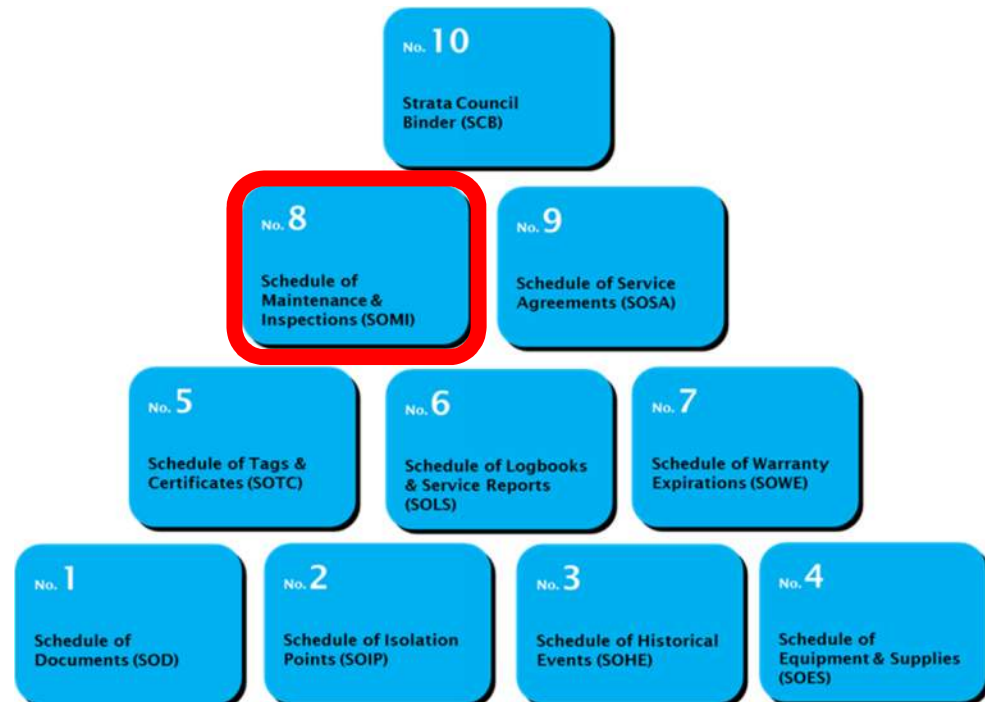 No. 10
Strata Council
Binder (SCB)
No. 8
Schedule of
Maintenance &
Inspections (SOMI)
No. 9
Schedule of Service
Agreements (SOSA)
No. 5
Schedule of Tags &
Certificates (SOTC)
No. 6
Schedule of Logbooks
& Service Reports
(SOLS)
No. 7
Schedule of Warranty
Expirations (SOWE)
No. 1
Schedule of
Documents (SOD)
No. 2
Schedule of Isolation
Points (SOIP)
No. 3
Schedule of Historical
Events (SOHE)
No. 4
Schedule of
Equipment & Supplies
(SOES)